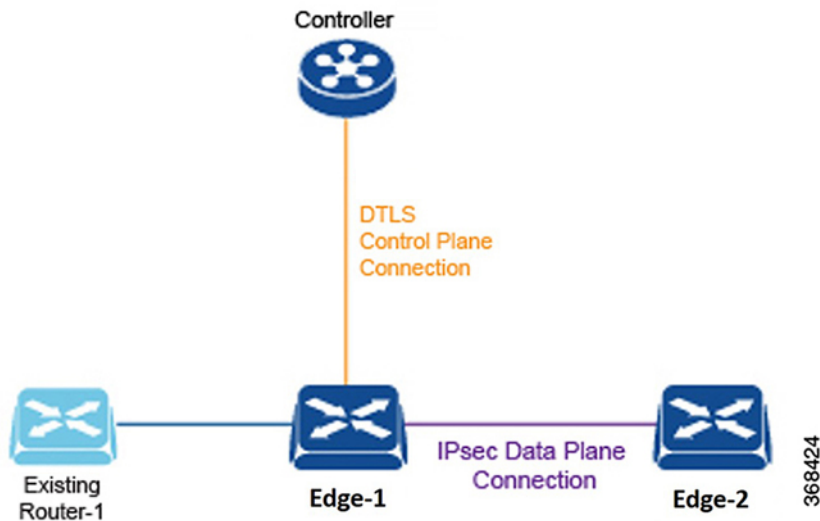 Controller
DTLS
Control Plane
Connection
IPsec Data Plane
Connection
Existing
Router-1
Edge-1
Edge-2
368424